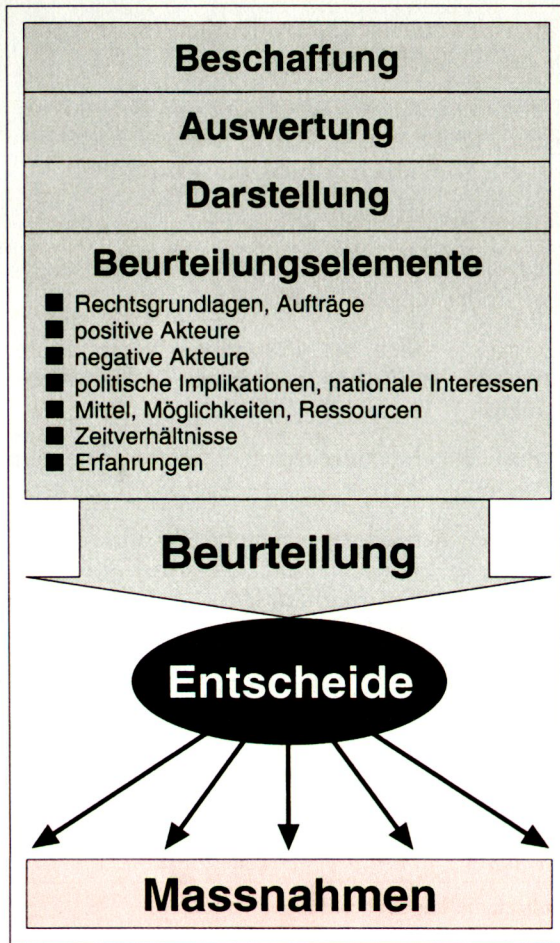 Beschaffung
Auswertung
Darstellung
Beurteilungselemente
■ Rechtsgrundlagen, Aufträge
■ positive Akteure
■ negative Akteure
■ politische Implikationen, nationale Interessen
■ Mittel, Möglichkeiten, Ressourcen
■ Zeitverhältnisse
■ Erfahrungen
Beurteilung
Entscheide
Massnahmen